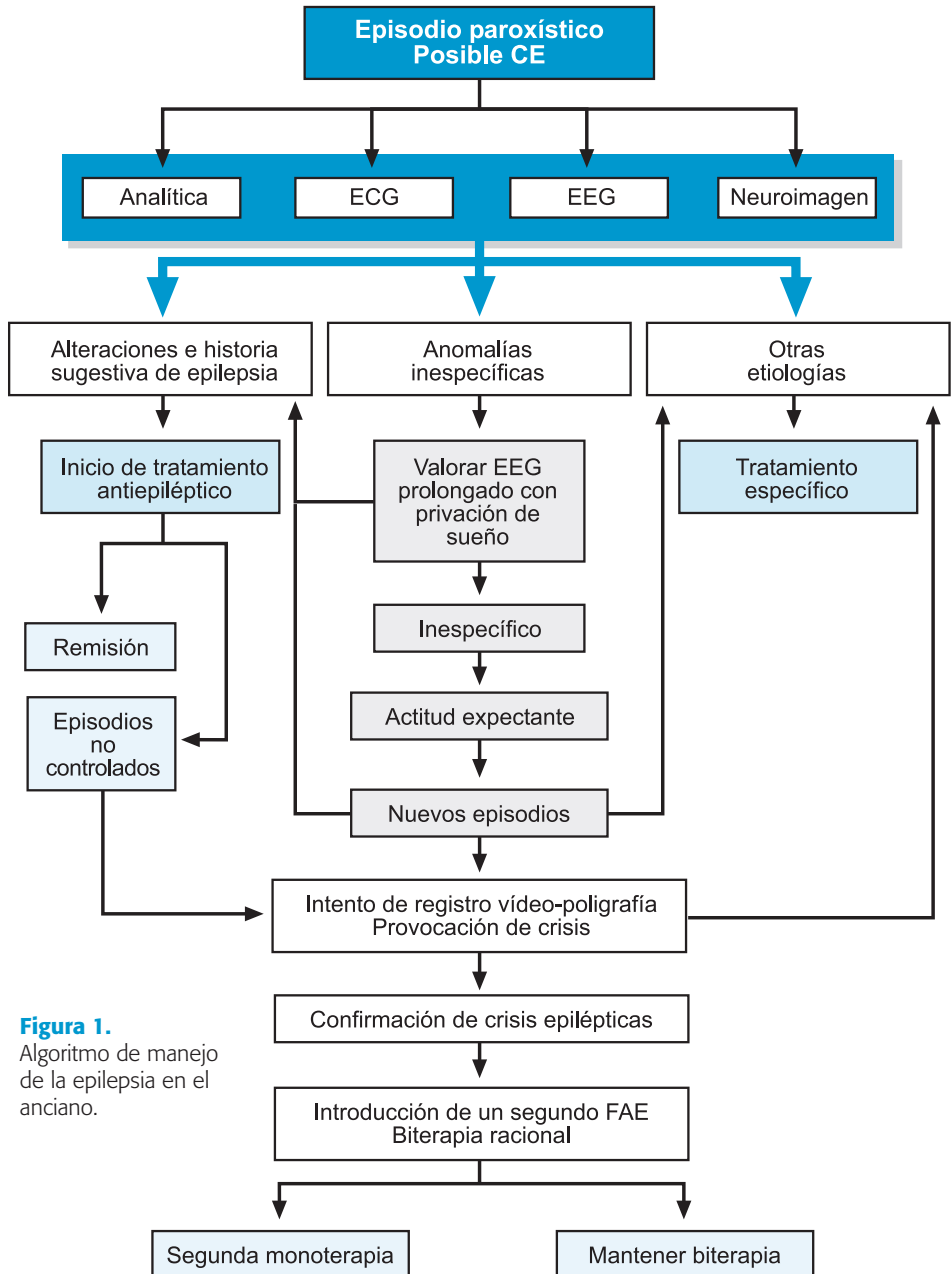 Episodio paroxístico
Posible CE
Analítica
ECG
EEG
Neuroimagen
Alteraciones e historia
sugestiva de epilepsia
Anomalías
inespecíficas
Otras
etiologías
Inicio de tratamiento
antiepiléptico
Valorar EEG
prolongado con
privación de
sueño
Tratamiento
específico
Remisión
Inespecífico
Episodios
no
controlados
Actitud expectante
Nuevos episodios
Intento de registro vídeo-poligrafía
Provocación de crisis
Confirmación de crisis epilépticas
Figura 1.
Algoritmo de manejo
de la epilepsia en el
anciano.
Introducción de un segundo FAE
Biterapia racional
Segunda monoterapia
Mantener biterapia